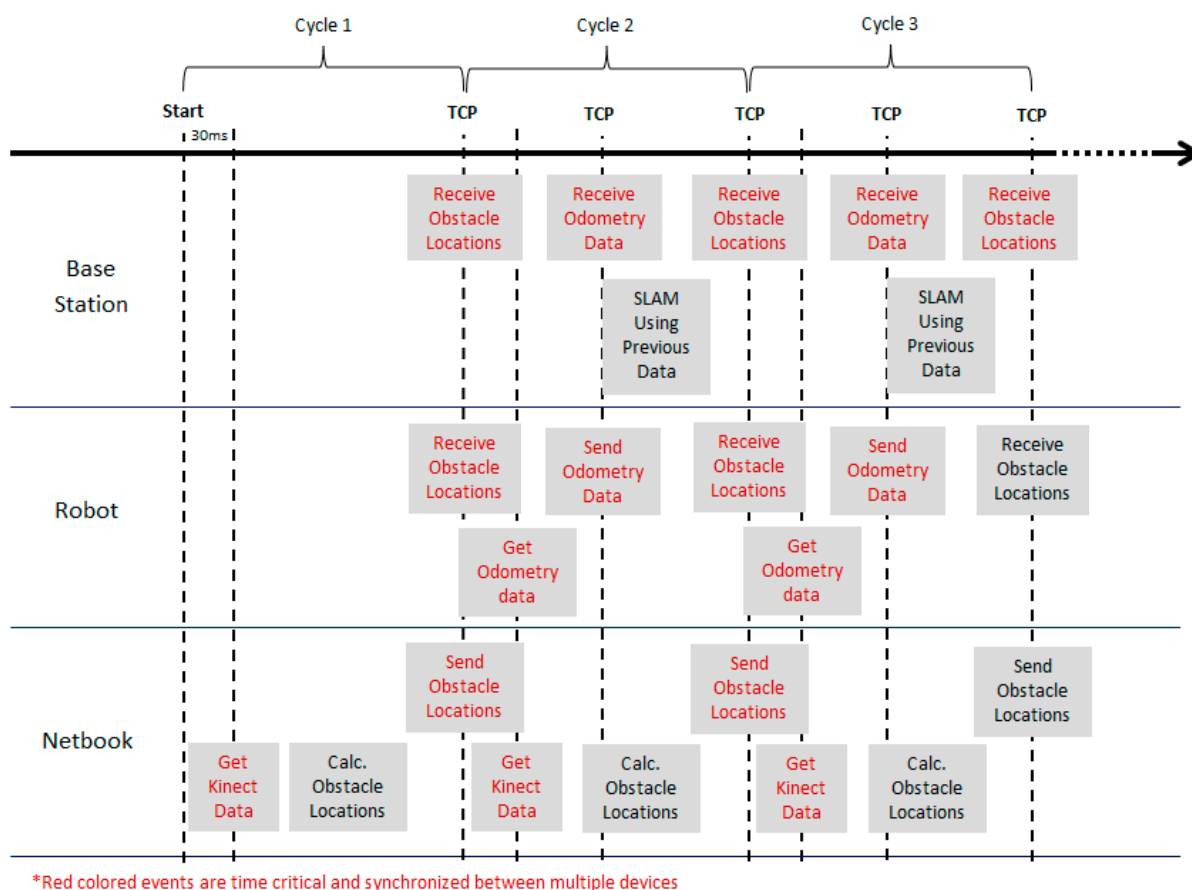 Cycle 1
Cycle 2
Cycle 3
Start
TCP
TCP
TCP
TCP
TCP
30ms
Base
Station
Receive
Obstacle
Locations
Receive
Odometry
Data
Receive
Obstacle
Locations
Receive
Odometry
Data
Receive
Obstacle
Locations
SLAM
Using
Previous
Data
SLAM
Using
Previous
Data
Robot
Receive
Obstacle
Locations
Send
Odometry
Data
Receive
Obstacle
Locations
Send
Odometry
Data
Receive
Obstacle
Locations
Get
Odometry
data
Get
Odometry
data
Netbook
Send
Obstacle
Locations
Send
Obstacle
Locations
Send
Obstacle
Locations
Get
Kinect
Data
Calc.
Obstacle
Locations
Get
Kinect
Data
Calc.
Obstacle
Locations
Get
Kinect
Data
Calc.
Obstacle
Locations
*Red colored events are time critical and synchronized between multiple devices